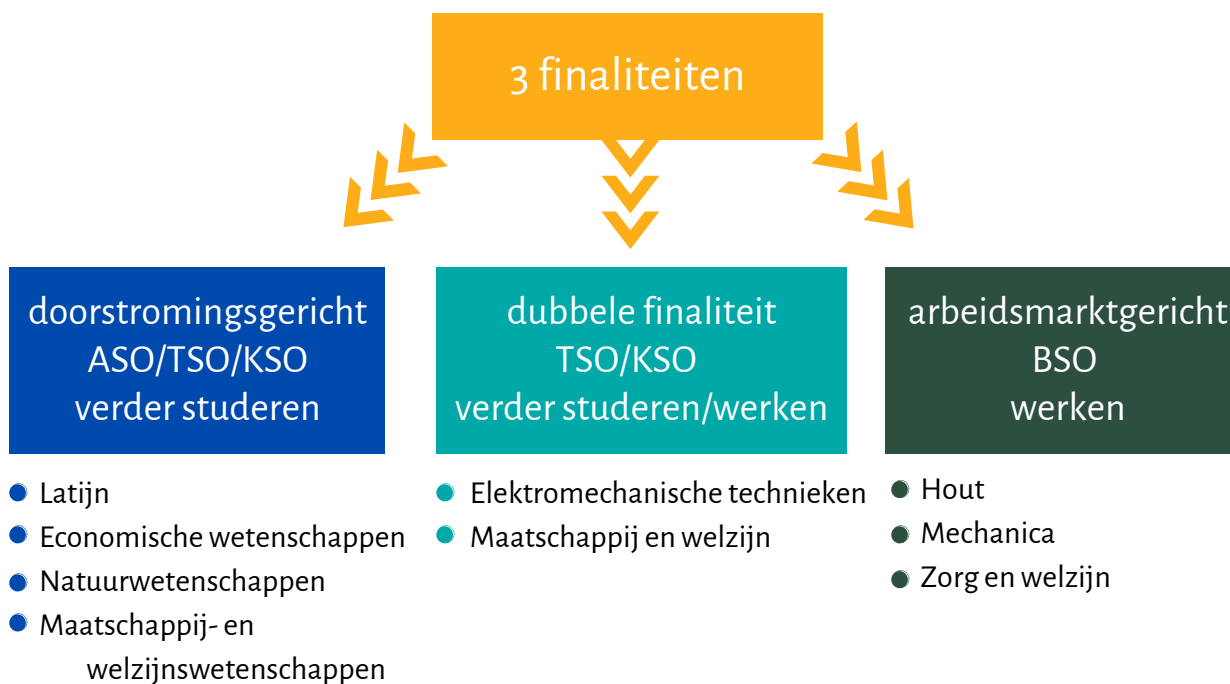 3 finaliteiten
doorstromingsgericht
ASO/TSO/KSO
verder studeren
Latijn
Economische wetenschappen
Natuurwetenschappen
Maatschappij- en
welzijnswetenschappen
dubbele finaliteit
TSO/KSO
verder studeren/werken
Elektromechanische technieken
Maatschappij en welzijn
arbeidsmarktgericht
BSO
werken
Hout
Mechanica
Zorg en welzijn